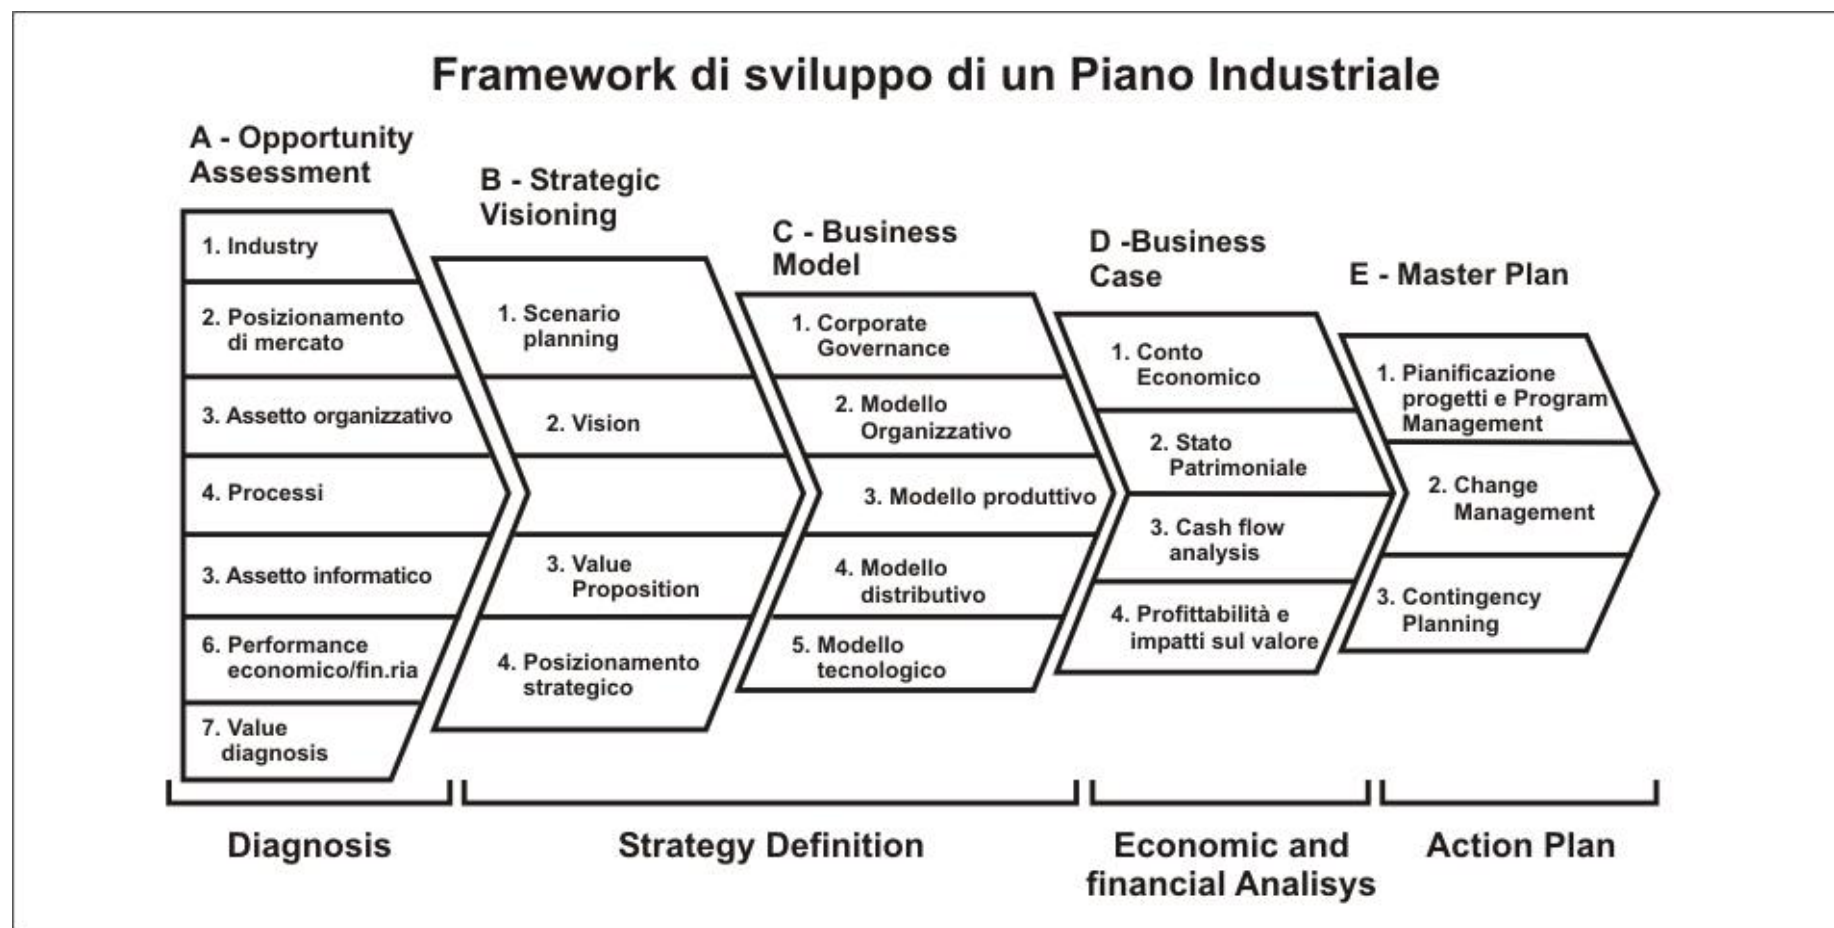 Framework di sviluppo di un Piano Industriale
A - Opportunity
Assessment
1. Industry
2. Posizionamento
di mercato
3. Assetto organizzativo
4. Processi
3. Assetto informatico
6. Performance
economico/fin.ria
7. Value
diagnosis
B - Strategic
Visioning
1. Scenario
planning
2. Vision
3. Value
Proposition
4. Posizionamento
strategico
C - Business
Model
1. Corporate
Governance
2. Modello
Organizzativo
3. Modello produttivo
4. Modello
distributivo
5. Modello
tecnologico
D -Business
Case
1. Conto
Economico
2. Stato
Patrimoniale
3. Cash flow
analysis
4. Profittabilità e
impatti sul valore
E - Master Plan
1. Pianificazione
progetti e Program
Management
2. Change
Management
3. Contingency
Planning
Diagnosis
Strategy Definition
Economic and
financial Analisys
Action Plan